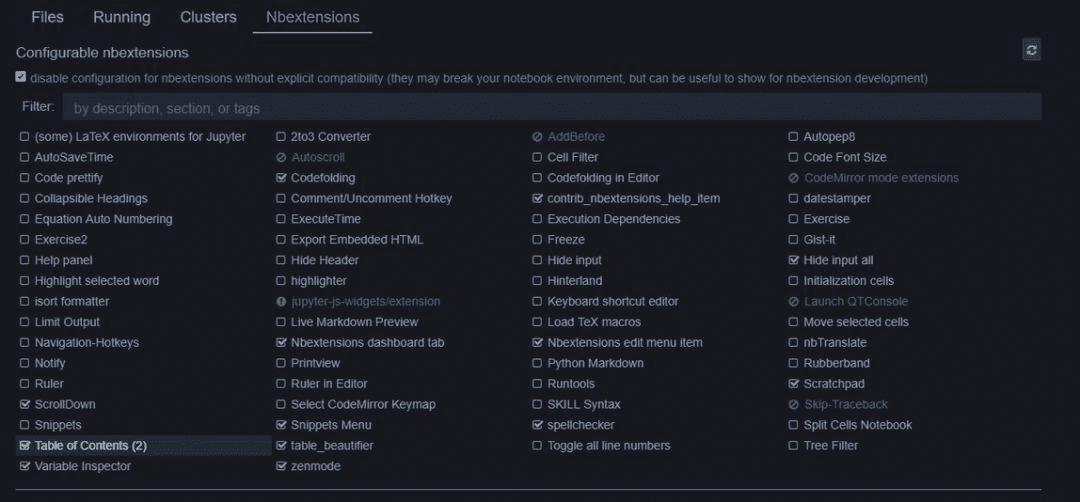 Files Running Clusters Nbextensions
Configurable nbextensions
disable configuration for nbextensions without explicit compatibility (they may break your notebook environment, but can be useful to show for nbextension development)
Filter: by description, section, or tags
(some) LaTeX environments for Jupyter 2to3 Converter AddBefore Autopep8
AutoSaveTime Autoscroll Cell Filter Code Font Size
Code prettify Codefolding Codefolding in Editor CodeMirror mode extensions
Collapsible Headings Comment/Uncomment Hotkey contrib_nbextensions_help_item datestamper
Equation Auto Numbering ExecuteTime Execution Dependencies Exercise
Exercise2 Export Embedded HTML Freeze Gist-it
Help panel Hide Header Hide input Hide input all
Highlight selected word highlighter Hinterland Initialization cells
isort formatter jupyter-js-widgets/extension Keyboard shortcut editor Launch QTConsole
Limit Output Live Markdown Preview Load TeX macros Move selected cells
Navigation-Hotkeys Nbextensions dashboard tab Nbextensions edit menu item nbTranslate
Notify Printview Python Markdown Rubberband
Ruler Ruler in Editor Runtools Scratchpad
ScrollDown Select CodeMirror Keymap SKILL Syntax Skip-Traceback
Snippets Snippets Menu spellchecker Split Cells Notebook
Table of Contents (2) table_beautifier Toggle all line numbers Tree Filter
Variable Inspector zenmode